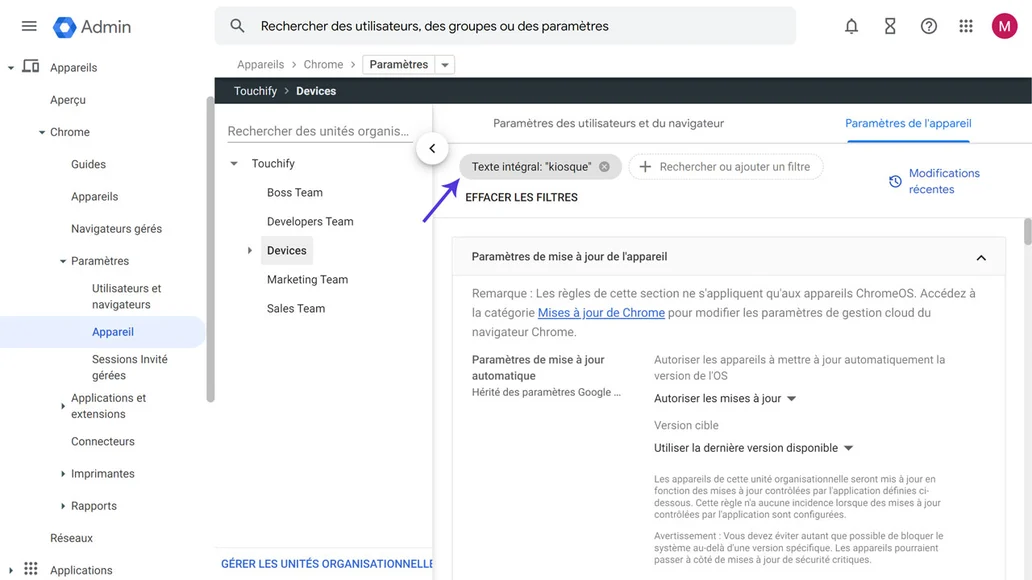 Admin
Rechercher des utilisateurs, des groupes ou des paramètres
M
Appareils
Aperçu
Chrome
Guides
Appareils
Navigateurs gérés
Paramètres
Utilisateurs et
navigateurs
Appareil
Sessions Invité
gérées
Applications et
extensions
Connecteurs
Imprimantes
Rapports
Réseaux
Applications
Appareils > Chrome > Paramètres
Touchify > Devices
Rechercher des unités organis...
Touchify
Boss Team
Developers Team
Devices
Marketing Team
Sales Team
GÉRER LES UNITÉS ORGANISATIONNELLE
Paramètres des utilisateurs et du navigateur
Paramètres de l'appareil
Texte intégral: "kiosque"
Rechercher ou ajouter un filtre
EFFACER LES FILTRES
Modifications
récentes
Paramètres de mise à jour de l'appareil
Remarque : Les règles de cette section ne s'appliquent qu'aux appareils ChromeOS. Accédez à
la catégorie Mises à jour de Chrome pour modifier les paramètres de gestion cloud du
navigateur Chrome.
Paramètres de mise à jour
automatique
Hérité des paramètres Google ...
Autoriser les appareils à mettre à jour automatiquement la
version de l'OS
Autoriser les mises à jour
Version cible
Utiliser la dernière version disponible
Les appareils de cette unité organisationnelle seront mis à jour en
fonction des mises à jour contrôlées par l'application définies ci-
dessous. Cette règle n'a aucune incidence lorsque des mises à jour
contrôlées par l'application sont configurées.
Avertissement : Vous devez éviter autant que possible de bloquer le
système au-delà d'une version spécifique. Les appareils pourraient
passer à côté de mises à jour de sécurité critiques.